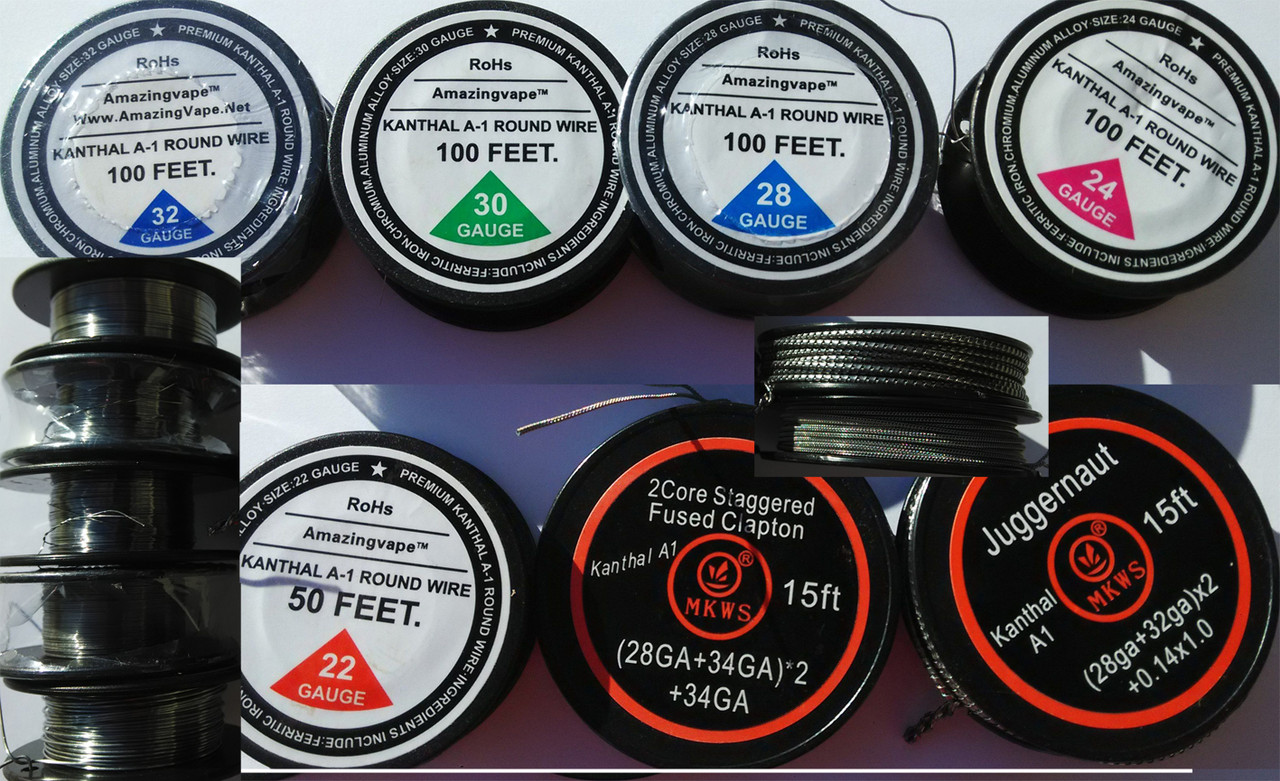 ALUMINUM ALLOY·SIZE:32 GAUGE ★ PREMIUM KANTHAL A-1 ROUND WIRE·INGREDIENTS INCLUDE:FERRITIC IRON,CHROMIUM,
RoHs
Amazingvape™
Www.AmazingVape.Net
KANTHAL A-1 ROUND WIRE
100 FEET.
32
GAUGE
ALUMINUM ALLOY·SIZE:30 GAUGE ★ PREMIUM KANTHAL A-1 ROUND WIRE·INGREDIENTS INCLUDE:FERRITIC IRON,CHROMIUM,
RoHs
Amazingvape™
KANTHAL A-1 ROUND WIRE
100 FEET.
30
GAUGE
ALUMINUM ALLOY·SIZE:28 GAUGE ★ PREMIUM KANTHAL A-1 ROUND WIRE·INGREDIENTS INCLUDE:FERRITIC IRON,CHROMIUM,
RoHs
Amazingvape™
KANTHAL A-1 ROUND WIRE
100 FEET.
28
GAUGE
ALUMINUM ALLOY·SIZE:24 GAUGE ★ PREMIUM KANTHAL A-1 ROUND WIRE·INGREDIENTS INCLUDE:FERRITIC IRON,CHROMIUM,
RoHs
Amazingvape™
KANTHAL A-1 ROUND WIRE
100 FEET.
24
GAUGE
ALLOY·SIZE:22 GAUGE ★ PREMIUM KANTHAL A-1 ROUND WIRE·INGREDIENTS INCLUDE:FERRITIC IRON
RoHs
Amazingvape™
KANTHAL A-1 ROUND WIRE
50 FEET.
22
GAUGE
2Core Staggered
Fused Clapton
Kanthal A1
®
MKWS
15ft
(28GA+34GA)*2
+34GA
Juggernaut
15ft
®
MKWS
Kanthal
A1
(28ga+32ga)x2
+0.14x1.0